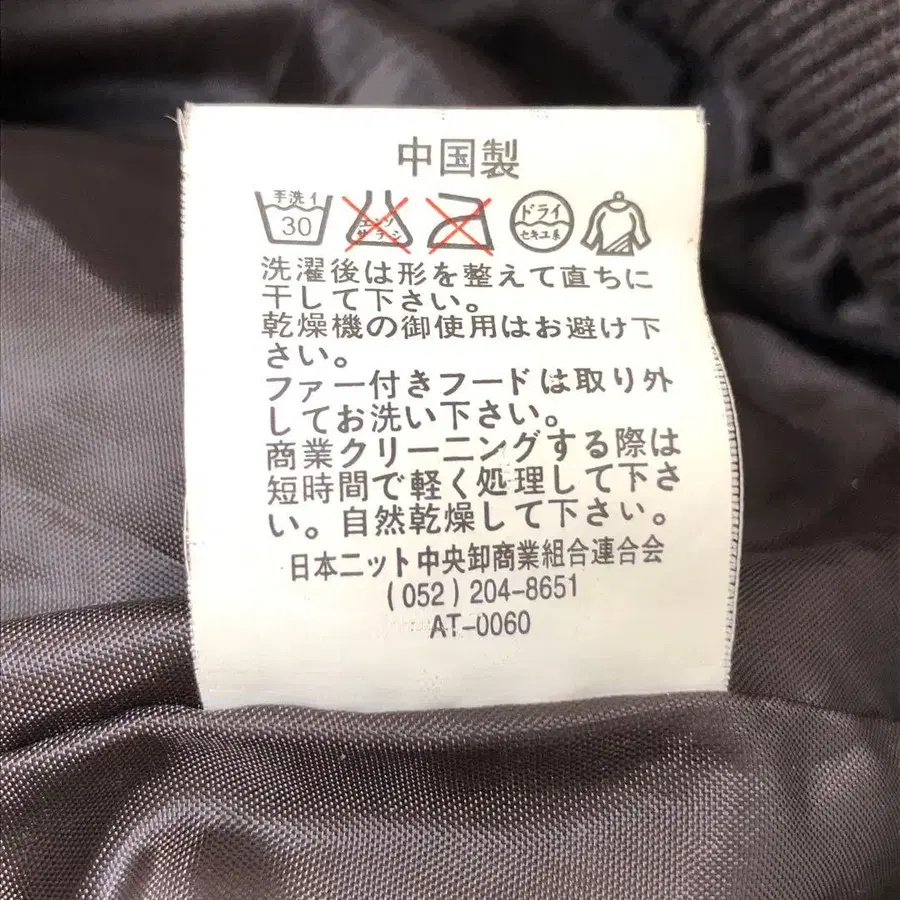 中国製
手洗イ
30
エンソ
サラシ
ドライ
セキユ系
洗濯後は形を整えて直ちに
干して下さい。
乾燥機の御使用はお避け下
さい。
ファー付きフードは取り外
してお洗い下さい。
商業クリーニングする際は
短時間で軽く処理して下さ
い。自然乾燥して下さい。
日本ニット中央卸商業組合連合会
(052) 204-8651
AT-0060